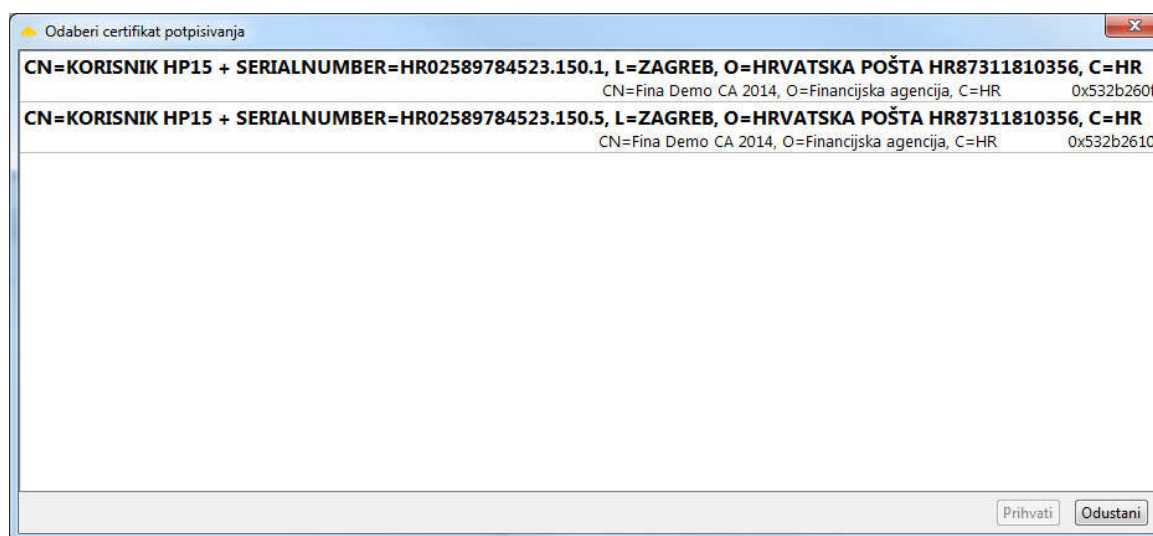 Odaberi certifikat potpisivanja
CN=KORISNIK HP15 + SERIALNUMBER=HR02589784523.150.1, L=ZAGREB, O=HRVATSKA POŠTA HR87311810356, C=HR
CN=Fina Demo CA 2014, O=Financijska agencija, C=HR 0x532b260f
CN=KORISNIK HP15 + SERIALNUMBER=HR02589784523.150.5, L=ZAGREB, O=HRVATSKA POŠTA HR87311810356, C=HR
CN=Fina Demo CA 2014, O=Financijska agencija, C=HR 0x532b2610
Prihvati Odustani